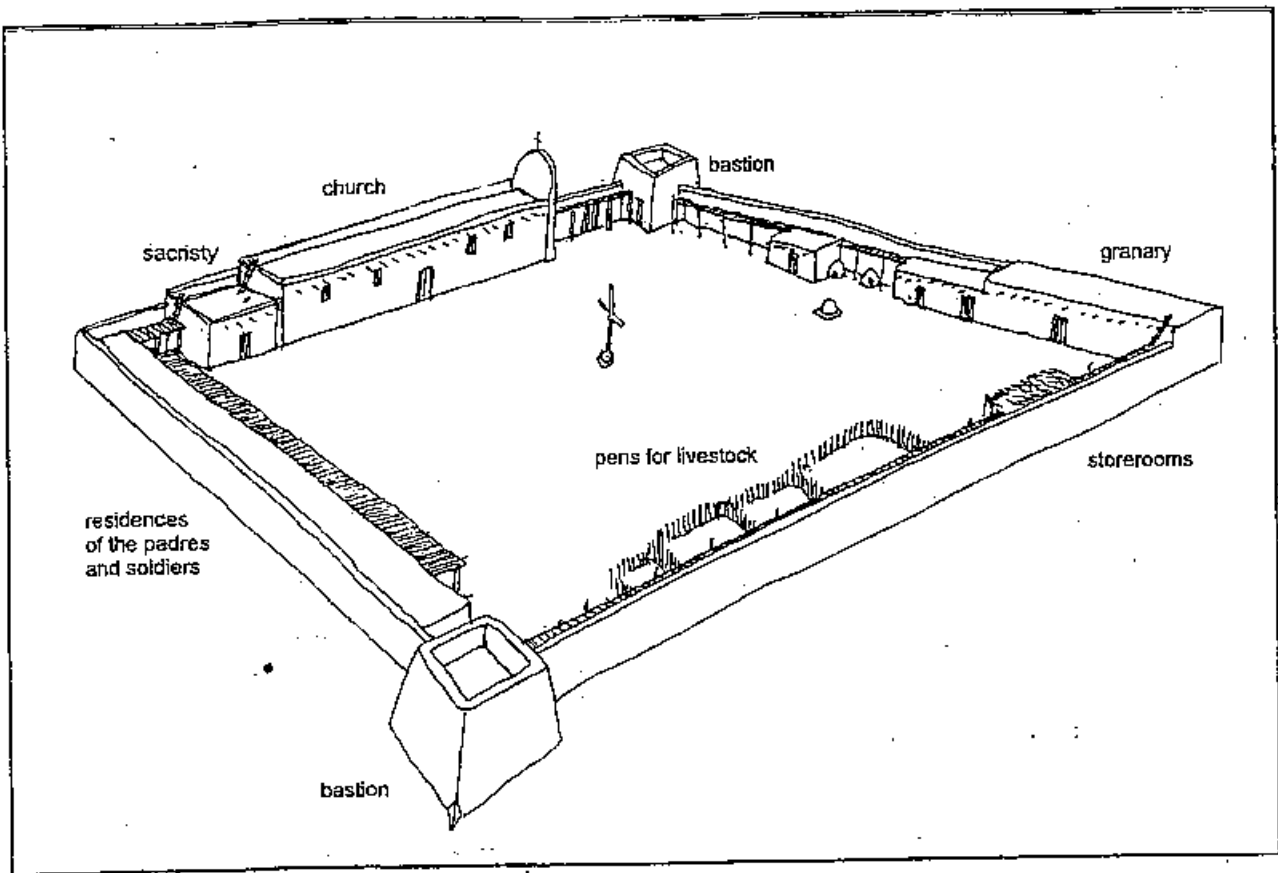 bastion
church
sacristy
granary
pens for livestock
storerooms
residences
of the padres
and soldiers
bastion